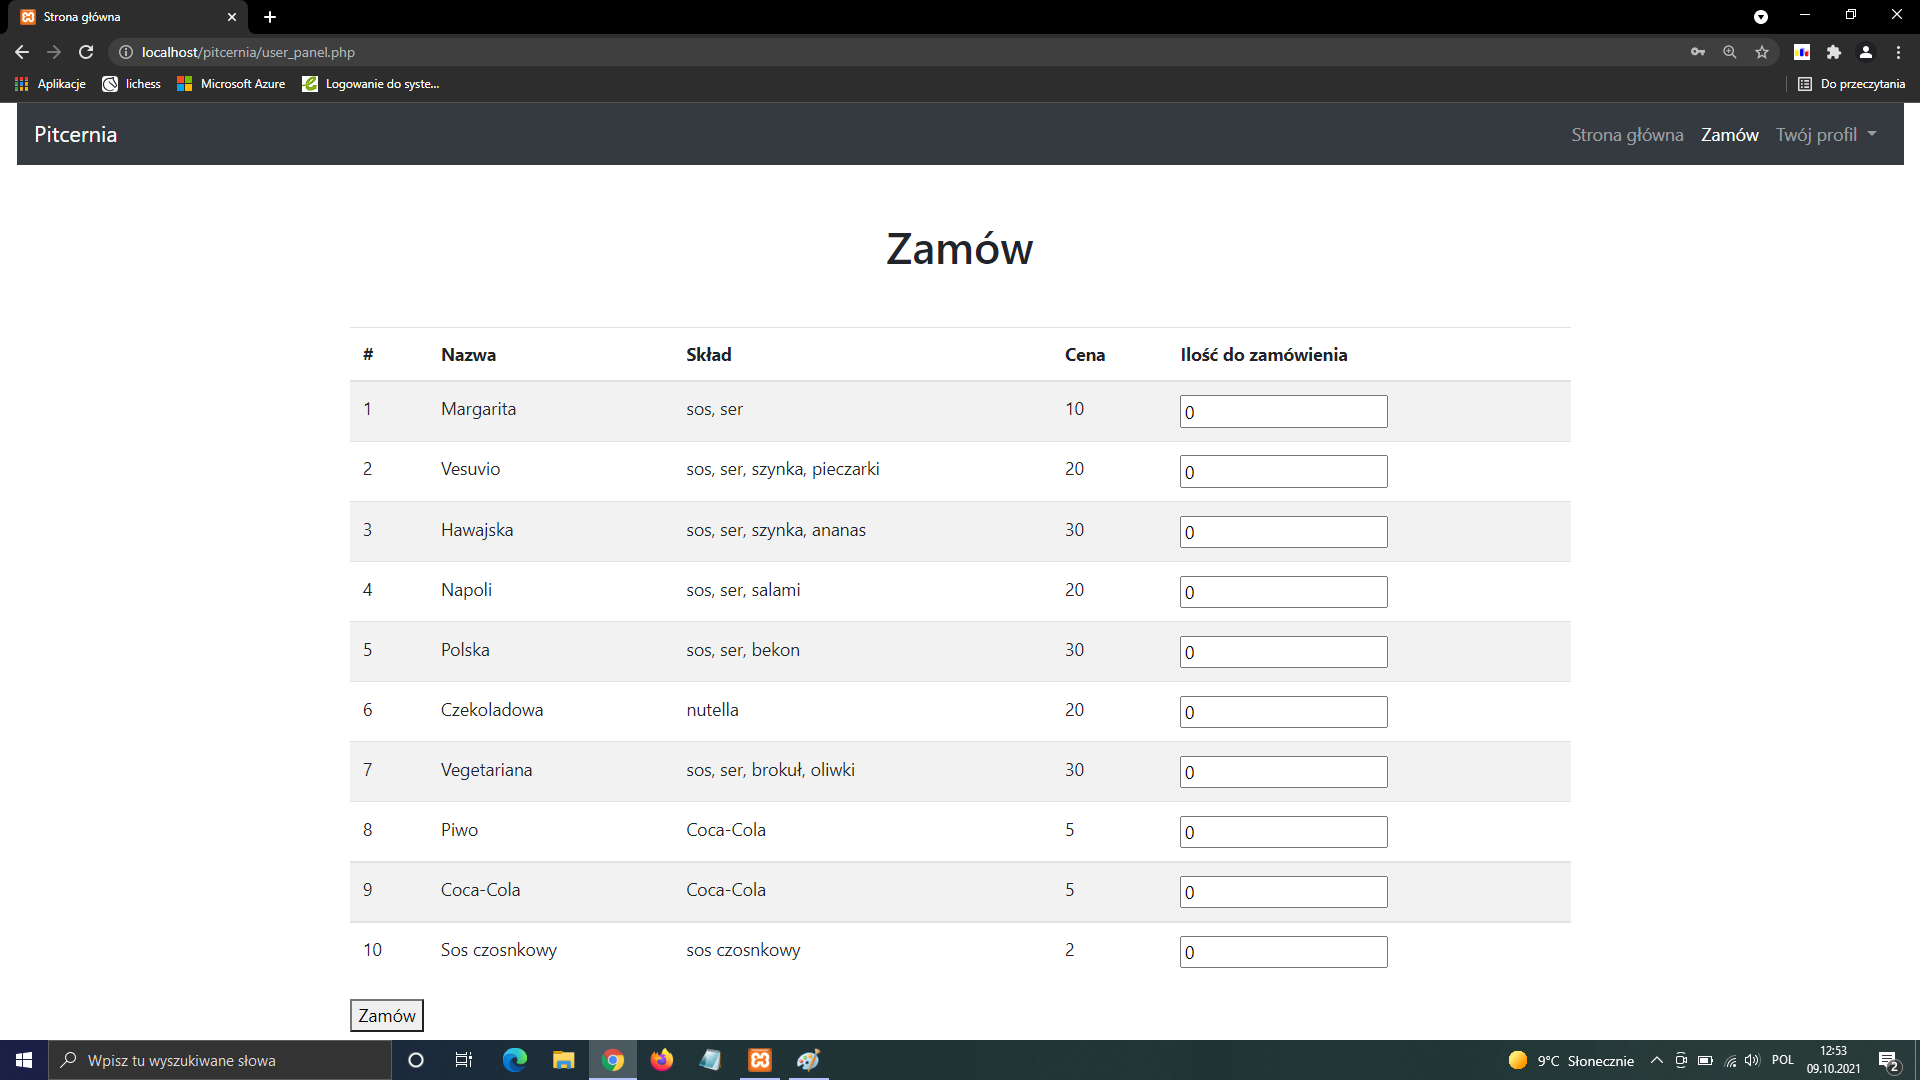 Strona główna
localhost/pitcernia/user_panel.php
Aplikacje lichess Microsoft Azure Logowanie do syste... Do przeczytania
Pitcernia Strona główna Zamów Twój profil
Zamów
# Nazwa Skład Cena Ilość do zamówienia
1 Margarita sos, ser 10 0
2 Vesuvio sos, ser, szynka, pieczarki 20 0
3 Hawajska sos, ser, szynka, ananas 30 0
4 Napoli sos, ser, salami 20 0
5 Polska sos, ser, bekon 30 0
6 Czekoladowa nutella 20 0
7 Vegetariana sos, ser, brokuł, oliwki 30 0
8 Piwo Coca-Cola 5 0
9 Coca-Cola Coca-Cola 5 0
10 Sos czosnkowy sos czosnkowy 2 0
Zamów
Wpisz tu wyszukiwane słowa 9°C Słonecznie POL 12:53
09.10.2021 2